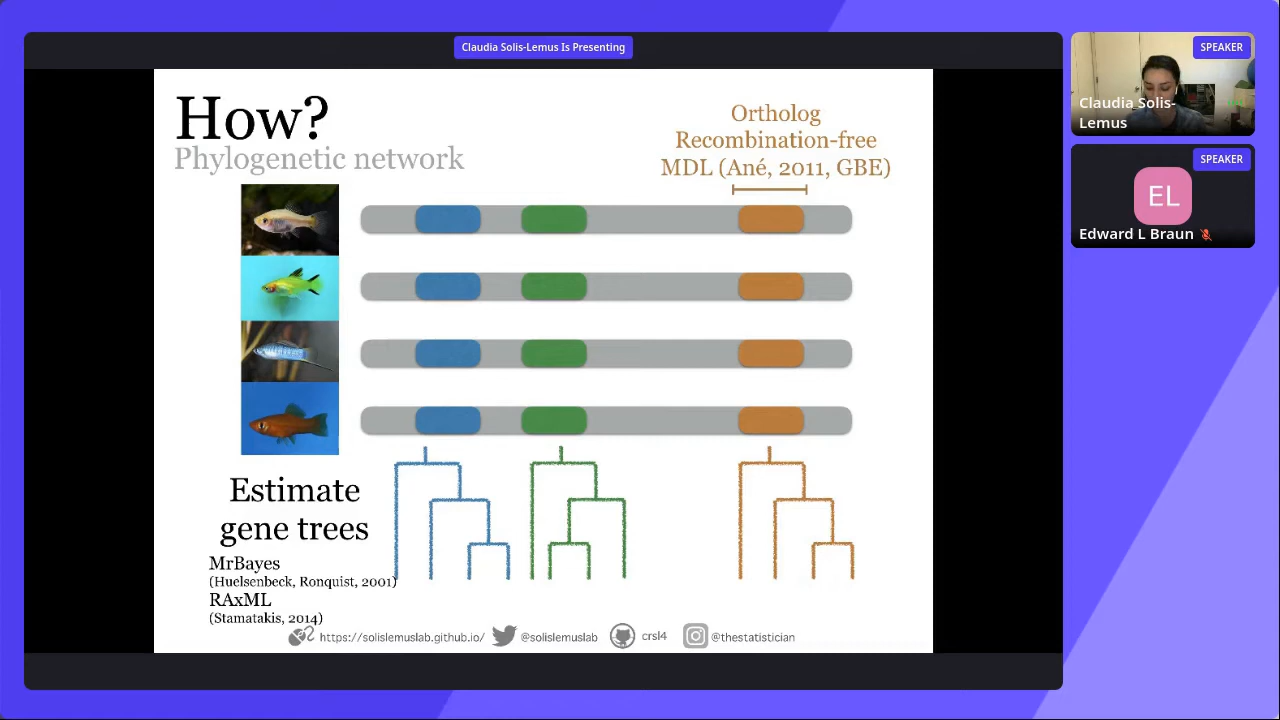 Claudia Solis-Lemus Is Presenting
How?
Phylogenetic network
Ortholog
Recombination-free
MDL (Ané, 2011, GBE)
Estimate
gene trees
MrBayes
(Huelsenbeck, Ronquist, 2001)
RAxML
(Stamatakis, 2014)
https://solislemuslab.github.io/ @solislemuslab crsl4 @thestatistician
SPEAKER
Claudia Solis-
Lemus
SPEAKER
EL
Edward L Braun